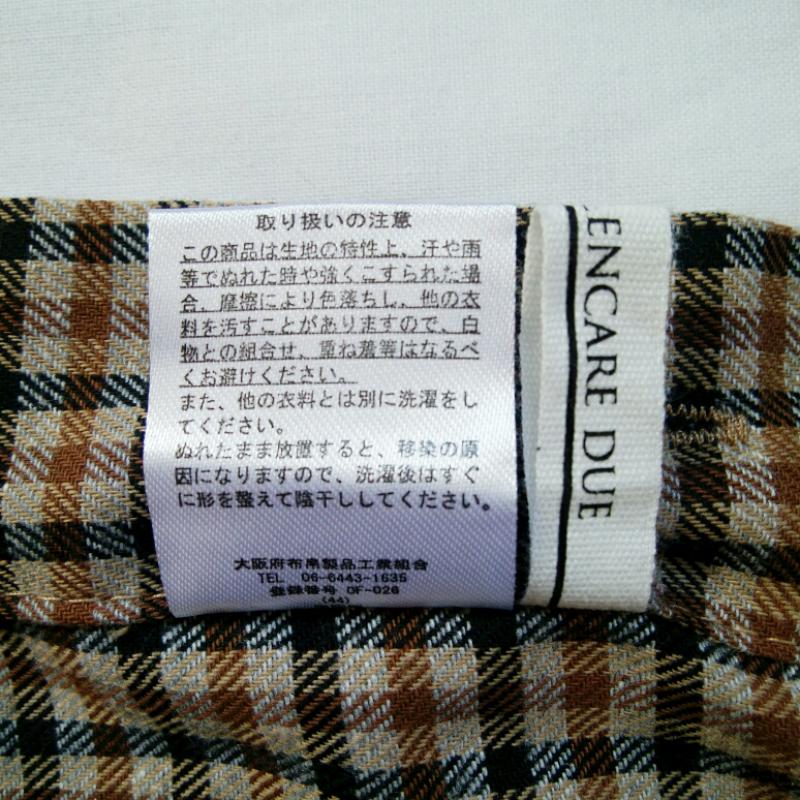 取り扱いの注意
この商品は生地の特性上、汗や雨
等でぬれた時や強くこすられた場
合、摩擦により色落ちし、他の衣
料を汚すことがありますので、白
物との組合せ、重ね着等はなるべ
くお避けください。
また、他の衣料とは別に洗濯をし
てください。
ぬれたまま放置すると、移染の原
因になりますので、洗濯後はすぐ
に形を整えて陰干ししてください。
大阪府布帛製品工業組合
TEL 06-6443-1635
登録番号 OF-026
(44)
ENCARE DUE